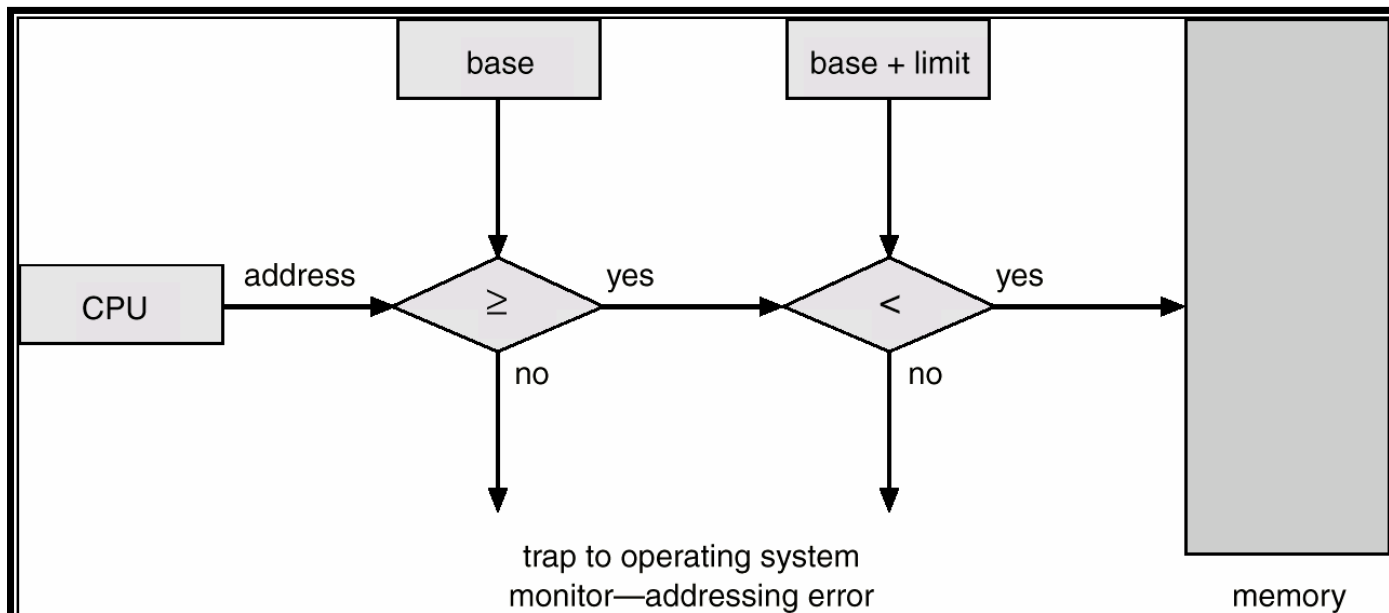 base
base + limit
CPU
address
≥
yes
<
yes
no
no
trap to operating system
monitor—addressing error
memory